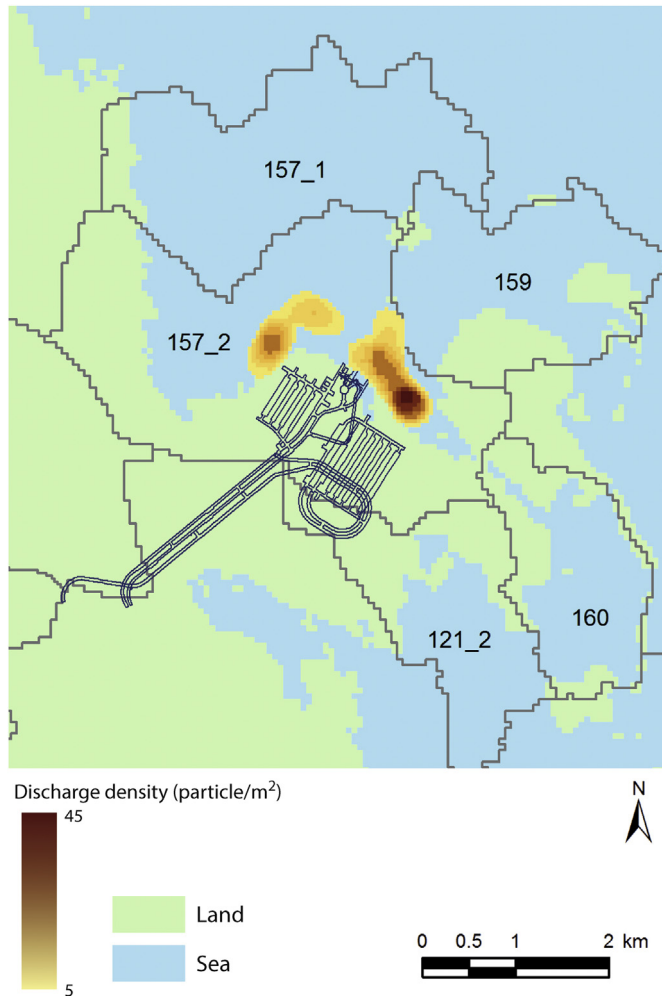 157_1
159
157_2
160
121_2
Discharge density (particle/m²)
45
5
Land
Sea
N
0 0.5 1 2 km